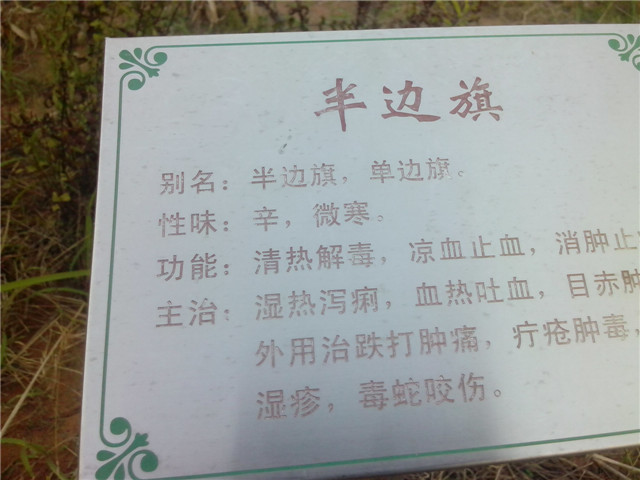 半边旗
别名：半边旗，单边旗。
性味：辛，微寒。
功能：清热解毒，凉血止血，消肿止
主治：湿热泻痢，血热吐血，目赤肿
外用治跌打肿痛，疔疮肿毒，
湿疹，毒蛇咬伤。